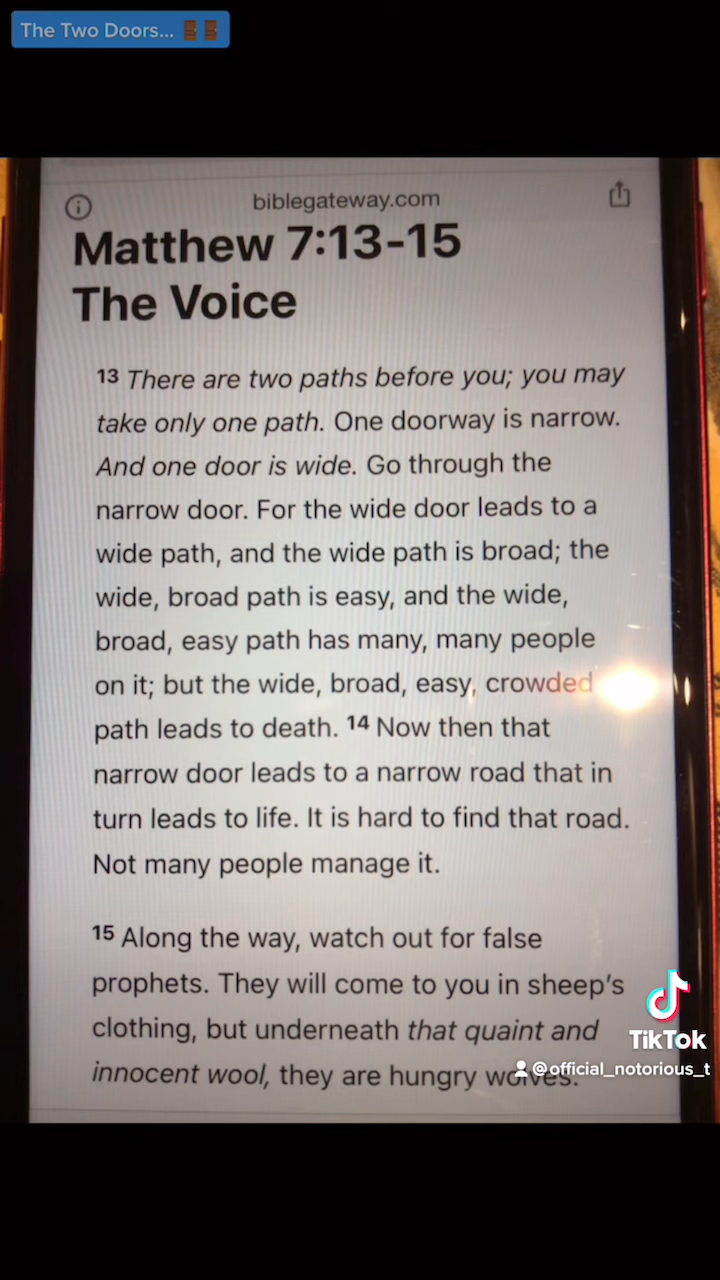 The Two Doors... 🚪🚪
biblegateway.com
Matthew 7:13-15
The Voice
13 There are two paths before you; you may
take only one path. One doorway is narrow.
And one door is wide. Go through the
narrow door. For the wide door leads to a
wide path, and the wide path is broad; the
wide, broad path is easy, and the wide,
broad, easy path has many, many people
on it; but the wide, broad, easy, crowded
path leads to death. 14 Now then that
narrow door leads to a narrow road that in
turn leads to life. It is hard to find that road.
Not many people manage it.
15 Along the way, watch out for false
prophets. They will come to you in sheep’s
clothing, but underneath that quaint and
innocent wool, they are hungry wolves.
TikTok
@official_notorious_t